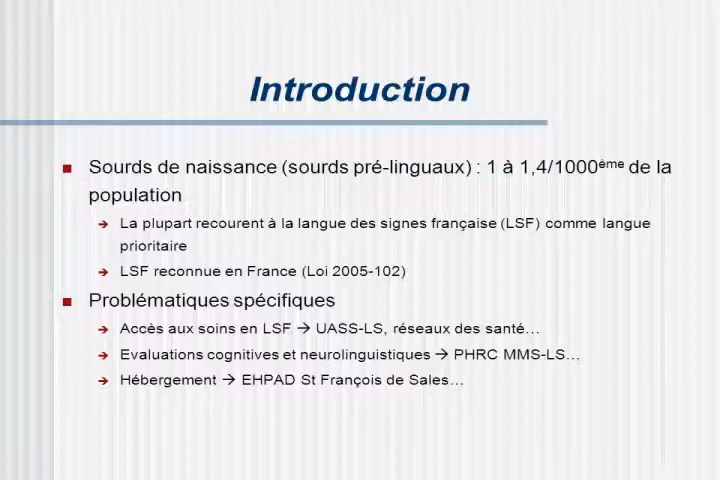 Introduction
Sourds de naissance (sourds pré-linguaux) : 1 à 1,4/1000ème de la
population
La plupart recourent à la langue des signes française (LSF) comme langue
prioritaire
LSF reconnue en France (Loi 2005-102)
Problématiques spécifiques
Accès aux soins en LSF → UASS-LS, réseaux des santé…
Evaluations cognitives et neurolinguistiques → PHRC MMS-LS…
Hébergement → EHPAD St François de Sales…